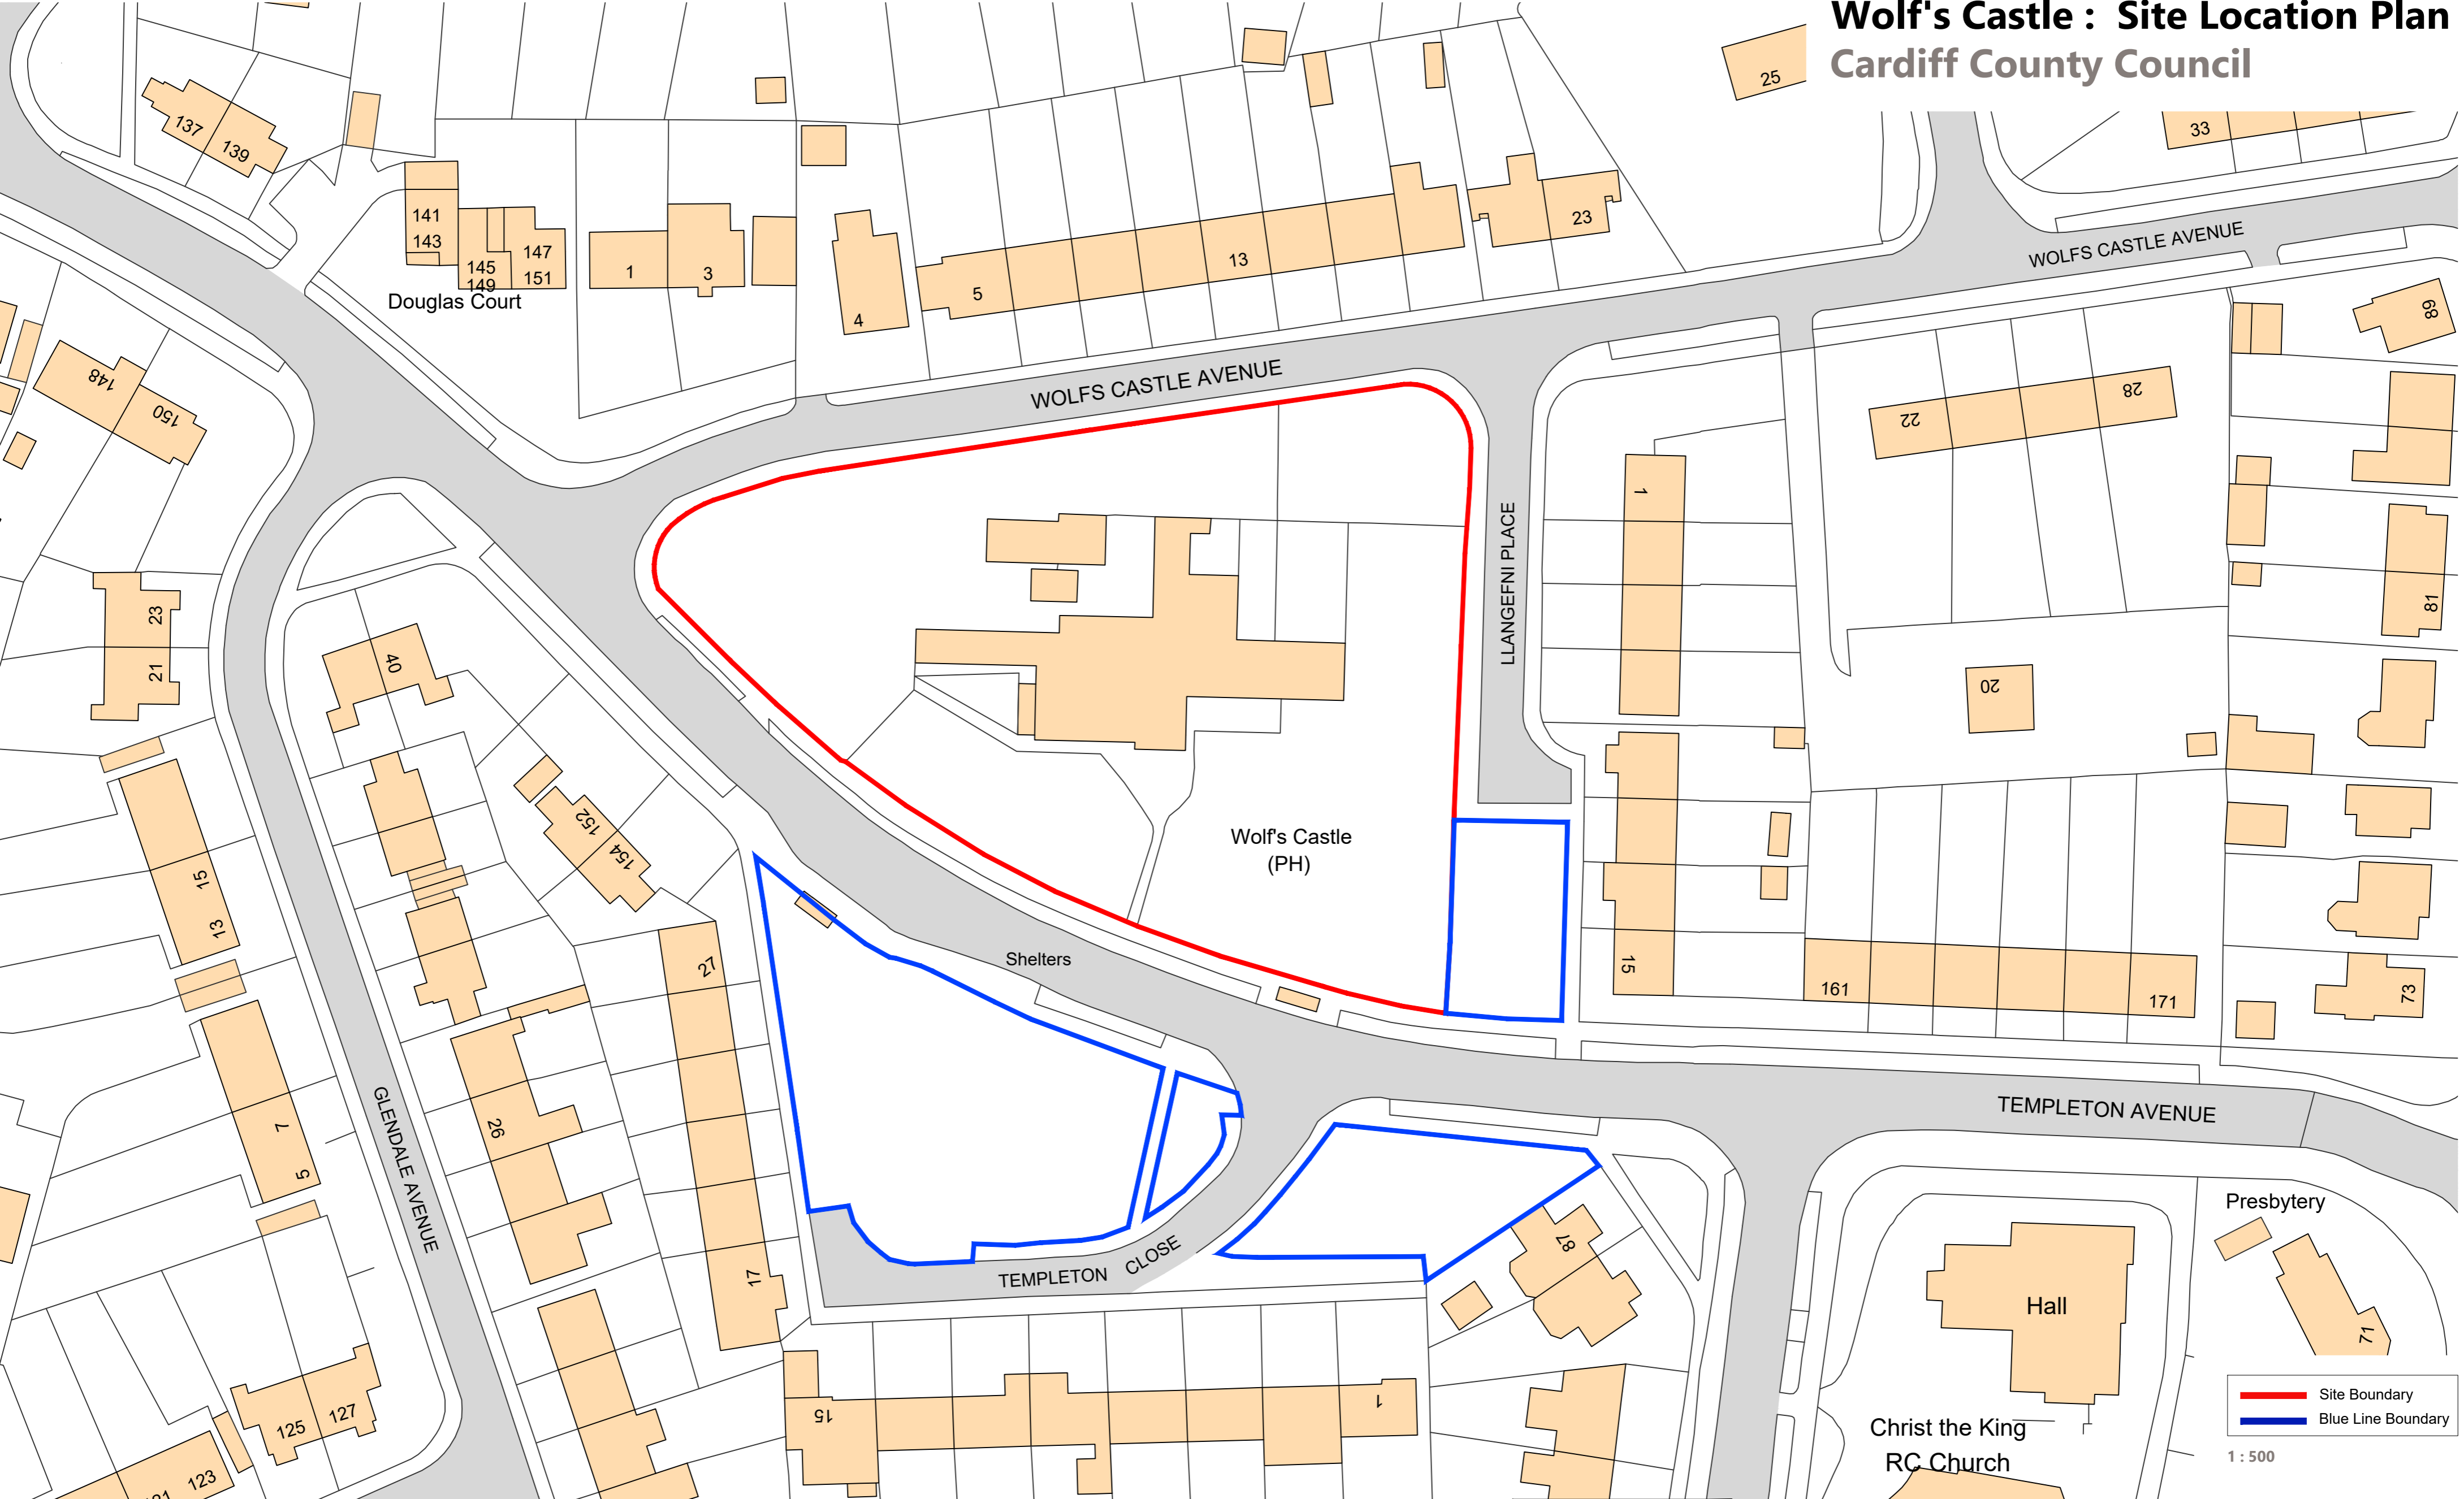 Wolf's Castle : Site Location Plan
Cardiff County Council
25
33
137
139
141
143
145
149
147
151
Douglas Court
1
3
4
5
13
23
WOLFS CASTLE AVENUE
WOLFS CASTLE AVENUE
89
148
150
22
28
1
LLANGEFNI PLACE
23
21
40
81
20
152
154
Wolf's Castle
(PH)
15
13
27
Shelters
15
161
171
73
26
7
5
GLENDALE AVENUE
TEMPLETON AVENUE
Presbytery
87
17
TEMPLETON CLOSE
Hall
71
15
1
125
127
123
Christ the King
RC Church
Site Boundary
Blue Line Boundary
1 : 500